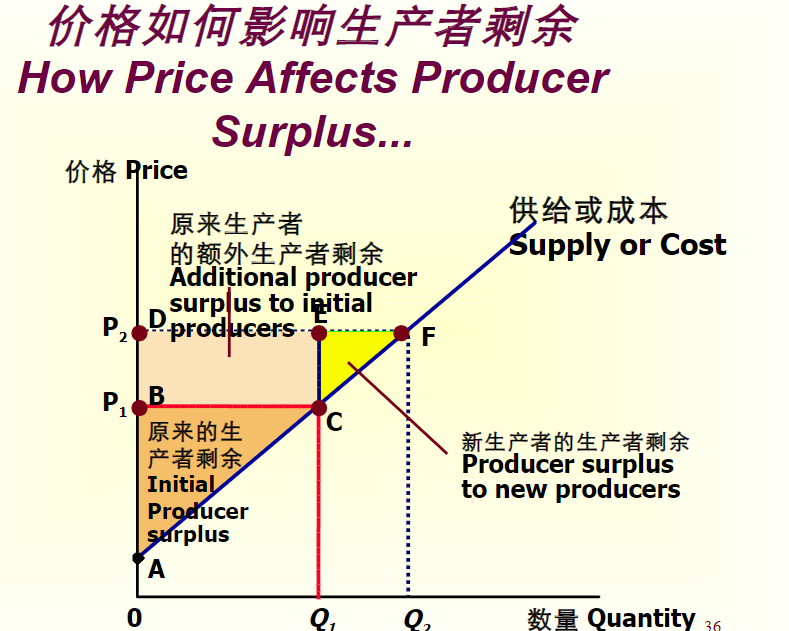 价格如何影响生产者剩余
How Price Affects Producer
Surplus...
价格 Price
供给或成本
Supply or Cost
原来生产者
的额外生产者剩余
Additional producer
surplus to initial
producers
P2
D
E
F
P1
B
C
原来的生
产者剩余
Initial
Producer
surplus
新生产者的生产者剩余
Producer surplus
to new producers
A
0
Q1
Q2
数量 Quantity
36